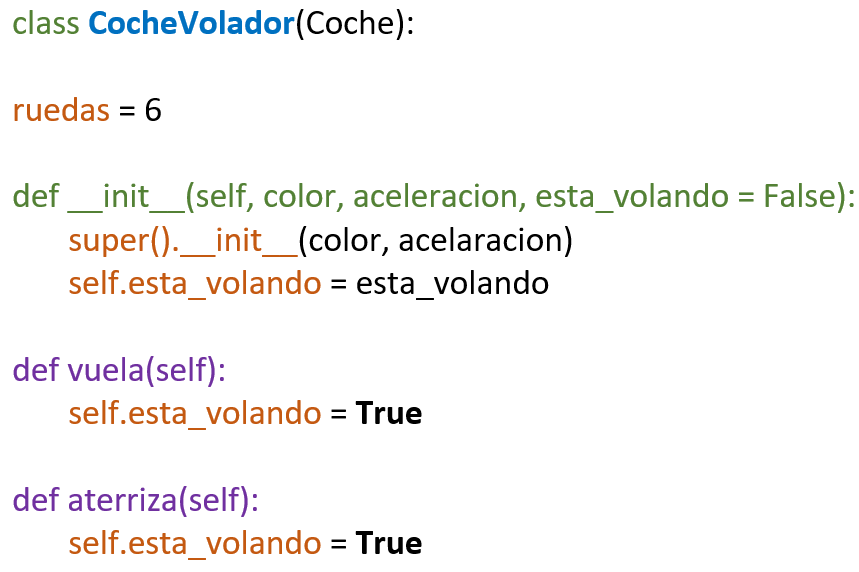 class CocheVolador(Coche):
ruedas = 6
def __init__(self, color, aceleracion, esta_volando = False):
super().__init__(color, acelaracion)
self.esta_volando = esta_volando
def vuela(self):
self.esta_volando = True
def aterriza(self):
self.esta_volando = True